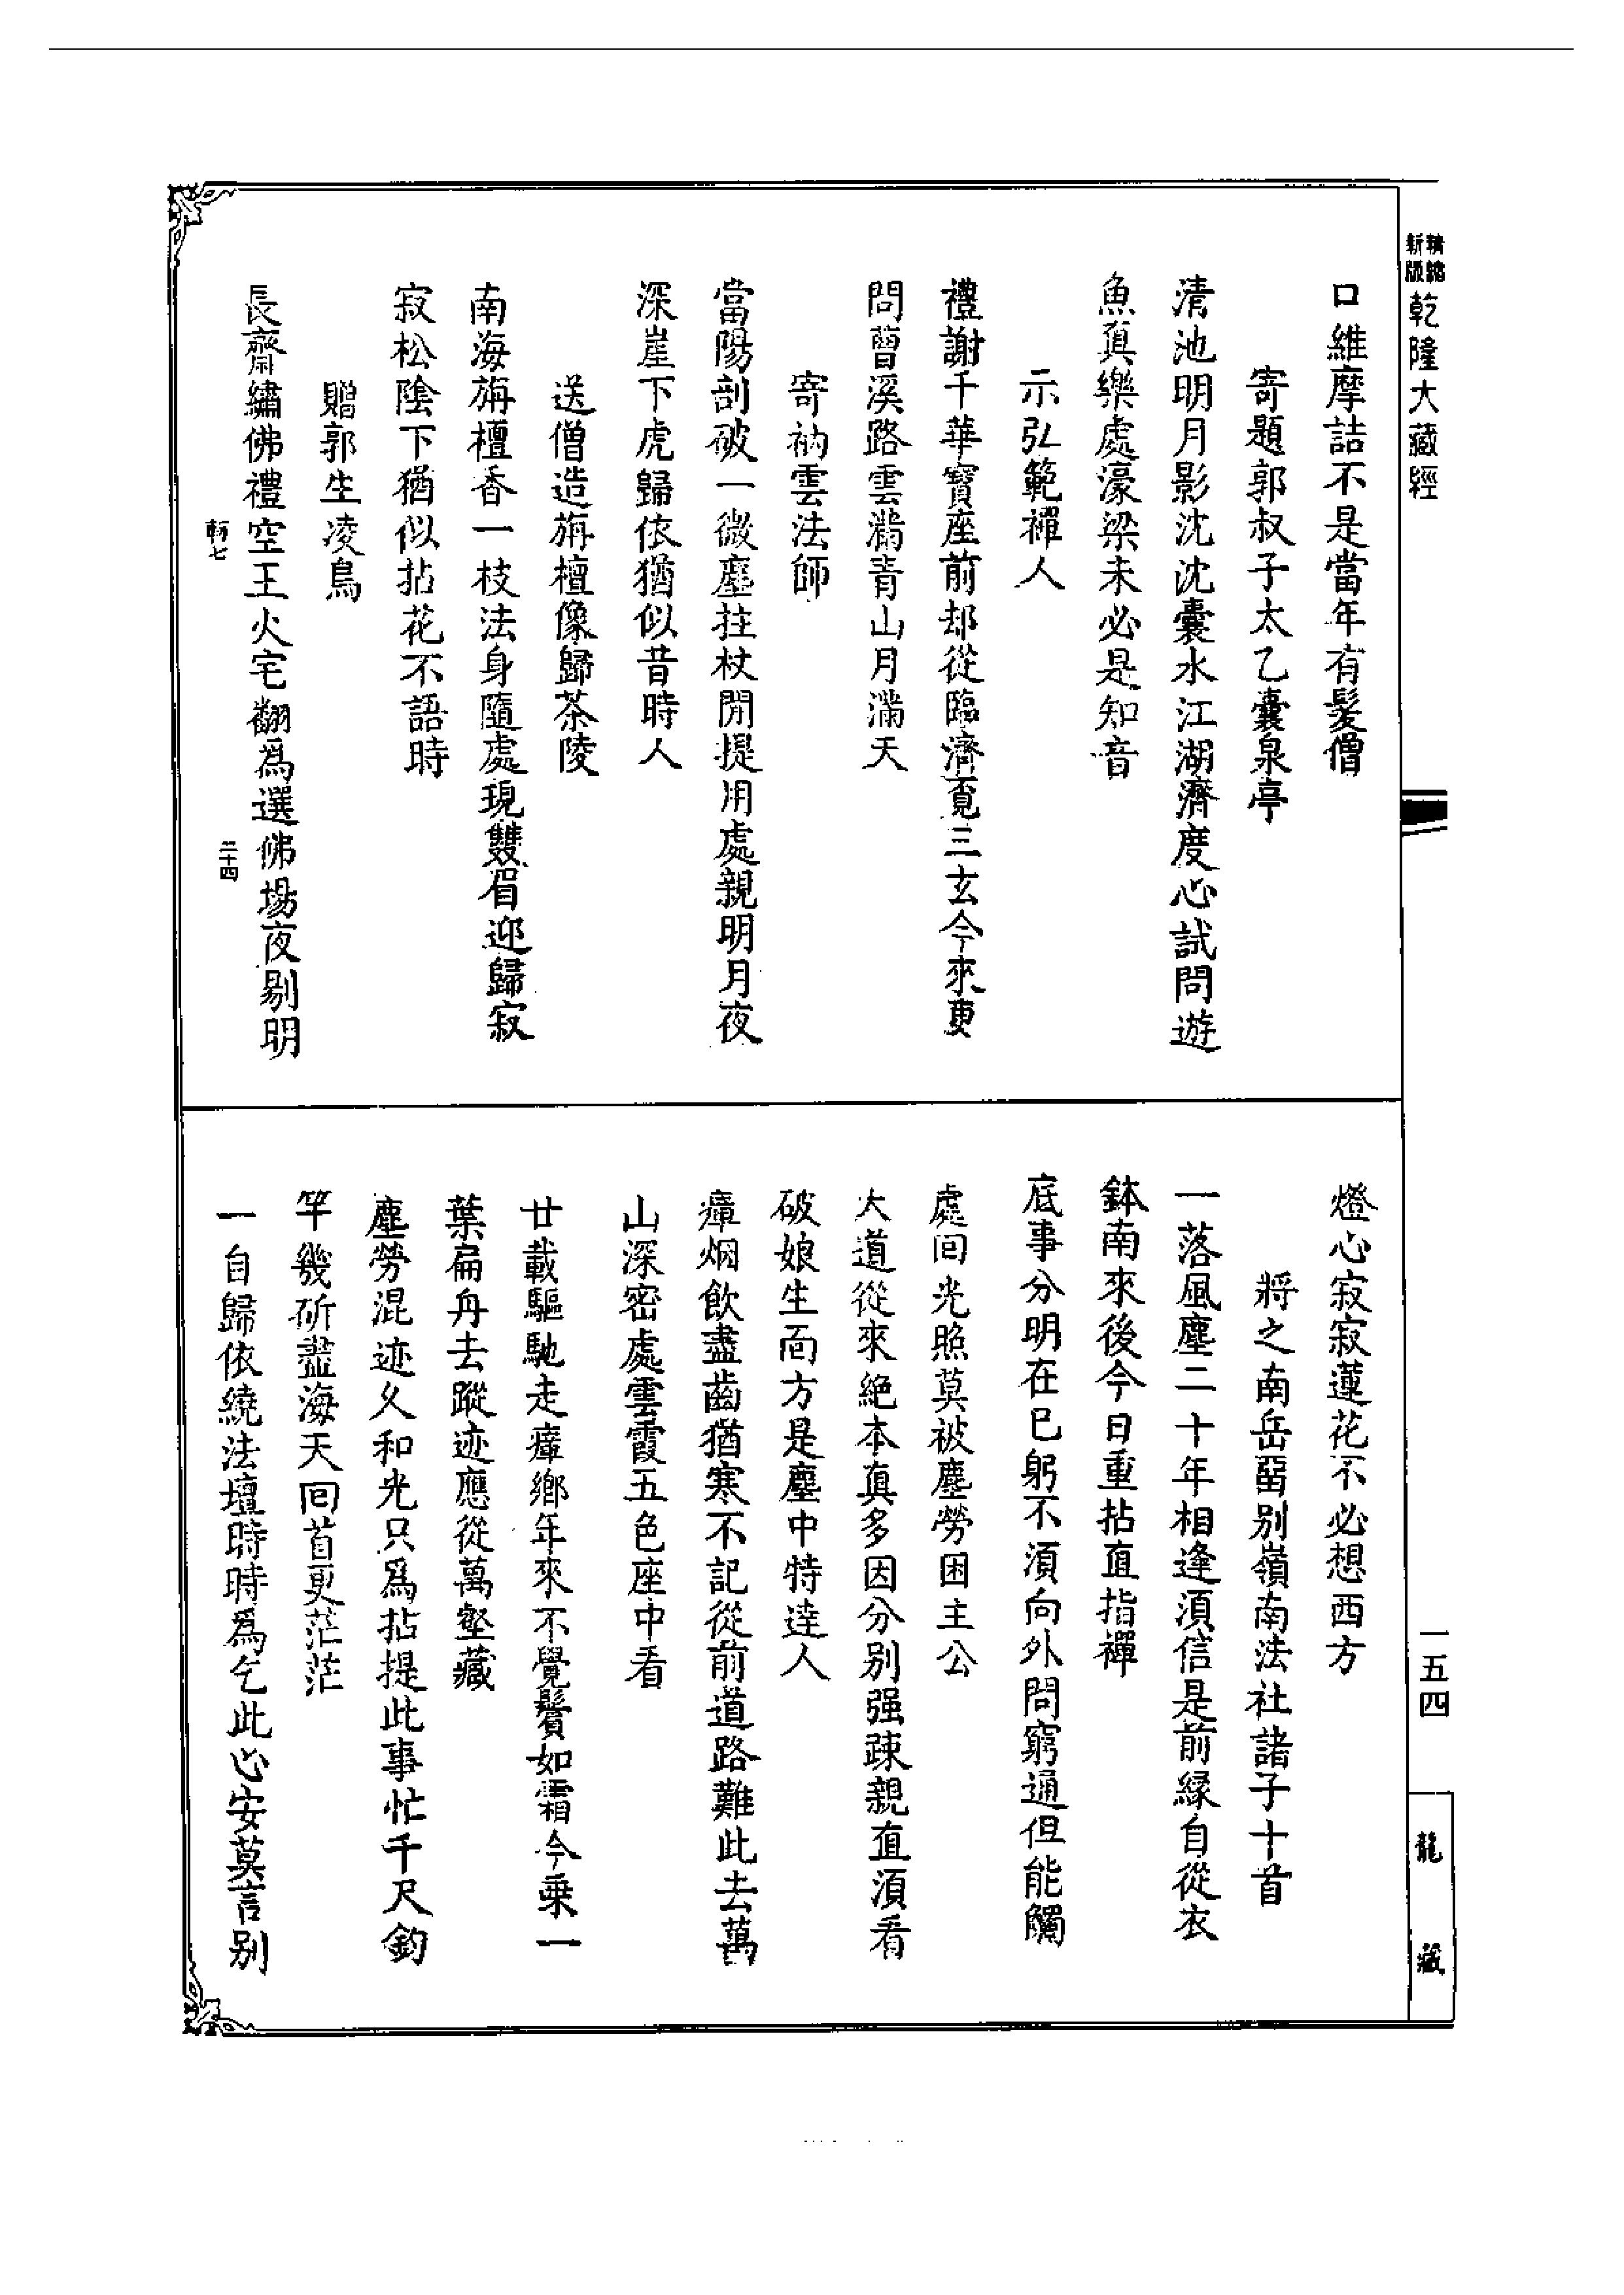 精縮
新版
乾隆大藏經
口維摩詰不是當年有髮僧
寄題郭叔子太乙囊泉亭
清池明月影沈沈囊水江湖濟度心試問遊
魚真樂處濠梁未必是知音
示弘範禪人
禮謝千華寶座前却從臨濟覓三玄今來更
問曹溪路雲滿青山月滿天
寄衲雲法師
當陽剖破一微塵拄杖閒提用處親明月夜
深崖下虎歸依猶似昔時人
送僧造旃檀像歸茶陵
南海旃檀香一枝法身隨處現雙眉迎歸寂
寂松陰下猶似拈花不語時
贈郭生凌舃
長齋繡佛禮空王火宅翻為選佛場夜剔明
二十四
燈心寂寂蓮花不必想西方
將之南岳留別嶺南法社諸子十首
一落風塵二十年相逢須信是前緣自從衣
鉢南來後今日重拈直指禪
底事分明在已躬不須向外問窮通但能觸
處回光照莫被塵勞困主公
大道從來絕本真多因分別强疎親直須看
破娘生面方是塵中特達人
瘴烟飲盡齒猶寒不記從前道路難此去萬
山深密處雲霞五色座中看
廿載驅馳走瘴鄉年來不覺鬢如霜今乗一
葉扁舟去蹤迹應從萬壑藏
塵勞混迹久和光只為拈提此事忙千尺釣
竿幾斫盡海天回首更茫茫
一自歸依繞法壇時時為乞此心安莫言別
一五四
龍藏